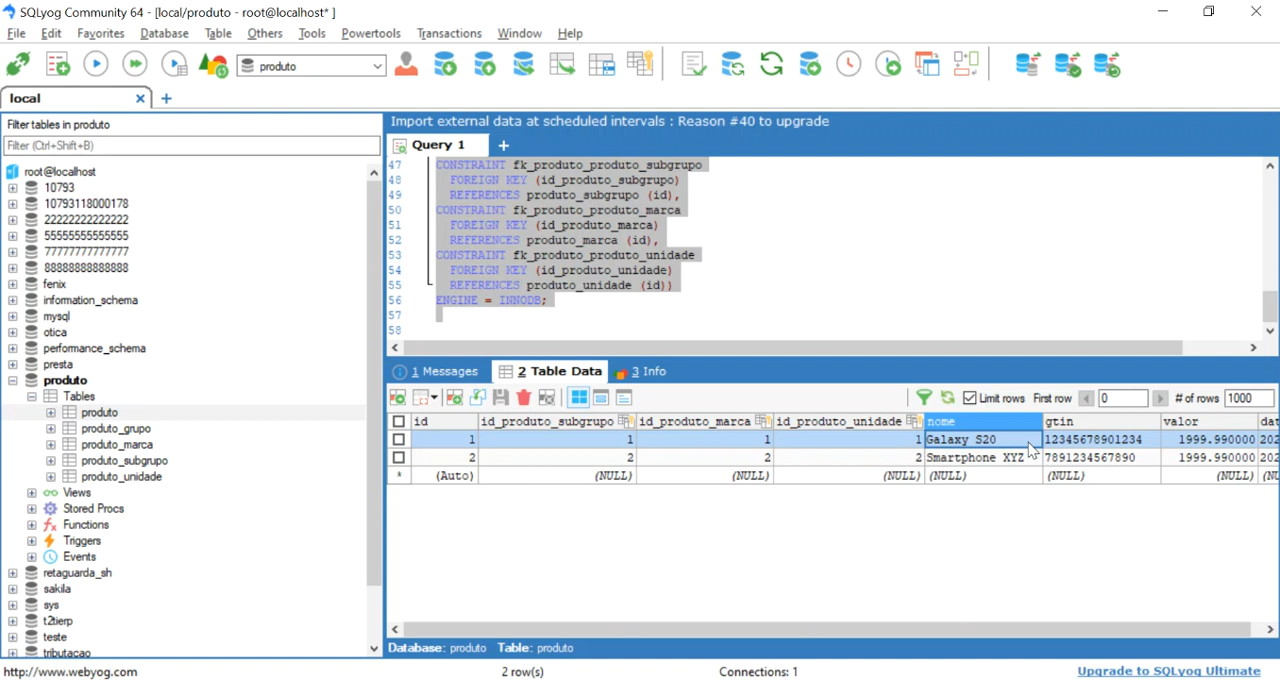 SQLyog Community 64 - [local/produto - root@localhost* ]
File Edit Favorites Database Table Others Tools Powertools Transactions Window Help
produto
local
Filter tables in produto
Filter (Ctrl+Shift+B)
root@localhost
10793
10793118000178
22222222222222
55555555555555
77777777777777
88888888888888
fenix
information_schema
mysql
otica
performance_schema
presta
produto
Tables
produto
produto_grupo
produto_marca
produto_subgrupo
produto_unidade
Views
Stored Procs
Functions
Triggers
Events
retaguarda_sh
sakila
sys
t2tierp
teste
tributacao
Import external data at scheduled intervals : Reason #40 to upgrade
Query 1
47 CONSTRAINT fk_produto_produto_subgrupo
48 FOREIGN KEY (id_produto_subgrupo)
49 REFERENCES produto_subgrupo (id),
50 CONSTRAINT fk_produto_produto_marca
51 FOREIGN KEY (id_produto_marca)
52 REFERENCES produto_marca (id),
53 CONSTRAINT fk_produto_produto_unidade
54 FOREIGN KEY (id_produto_unidade)
55 REFERENCES produto_unidade (id))
56 ENGINE = INNODB;
57
58
1 Messages 2 Table Data 3 Info
Limit rows First row 0 # of rows 1000
id id_produto_subgrupo id_produto_marca id_produto_unidade nome gtin valor dat
1 1 1 1 Galaxy S20 12345678901234 1999.990000 202
2 2 2 2 Smartphone XYZ 7891234567890 1999.990000 202
* (Auto) (NULL) (NULL) (NULL) (NULL) (NULL) (NULL) (NU
Database: produto Table: produto
http://www.webyog.com 2 row(s) Connections: 1 Upgrade to SQLyog Ultimate